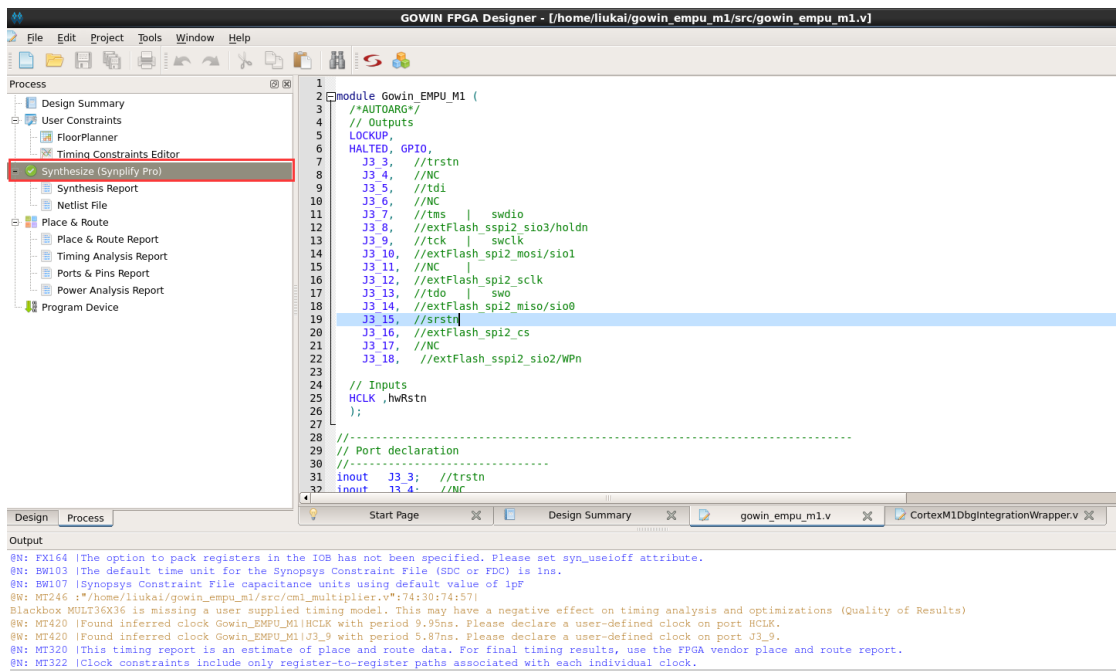 GOWIN FPGA Designer - [/home/liukai/gowin_empu_m1/src/gowin_empu_m1.v]
File Edit Project Tools Window Help
Process
Design Summary
User Constraints
FloorPlanner
Timing Constraints Editor
Synthesize (Synplify Pro)
Synthesis Report
Netlist File
Place & Route
Place & Route Report
Timing Analysis Report
Ports & Pins Report
Power Analysis Report
Program Device
Design Process
1
2 module Gowin_EMPU_M1 (
3 /*AUTOARG*/
4 // Outputs
5 LOCKUP,
6 HALTED, GPIO,
7 J3_3, //trstn
8 J3_4, //NC
9 J3_5, //tdi
10 J3_6, //NC
11 J3_7, //tms | swdio
12 J3_8, //extFlash_sspi2_sio3/holdn
13 J3_9, //tck | swclk
14 J3_10, //extFlash_spi2_mosi/sio1
15 J3_11, //NC |
16 J3_12, //extFlash_spi2_sclk
17 J3_13, //tdo | swo
18 J3_14, //extFlash_spi2_miso/sio0
19 J3_15, //srstn
20 J3_16, //extFlash_spi2_cs
21 J3_17, //NC
22 J3_18, //extFlash_sspi2_sio2/WPn
23
24 // Inputs
25 HCLK ,hwRstn
26 );
27
28 //-----------------------------------------------------------------------------
29 // Port declaration
30 //-------------------------------
31 inout J3_3; //trstn
32 inout J3_4; //NC
Start Page Design Summary gowin_empu_m1.v CortexM1DbgIntegrationWrapper.v
Output
@N: FX164 |The option to pack registers in the IOB has not been specified. Please set syn_useioff attribute.
@N: BW103 |The default time unit for the Synopsys Constraint File (SDC or FDC) is 1ns.
@N: BW107 |Synopsys Constraint File capacitance units using default value of 1pF
@W: MT246 :"/home/liukai/gowin_empu_m1/src/cm1_multiplier.v":74:30:74:57|
Blackbox MULT36X36 is missing a user supplied timing model. This may have a negative effect on timing analysis and optimizations (Quality of Results)
@W: MT420 |Found inferred clock Gowin_EMPU_M1|HCLK with period 9.95ns. Please declare a user-defined clock on port HCLK.
@W: MT420 |Found inferred clock Gowin_EMPU_M1|J3_9 with period 5.87ns. Please declare a user-defined clock on port J3_9.
@N: MT320 |This timing report is an estimate of place and route data. For final timing results, use the FPGA vendor place and route report.
@N: MT322 |Clock constraints include only register-to-register paths associated with each individual clock.